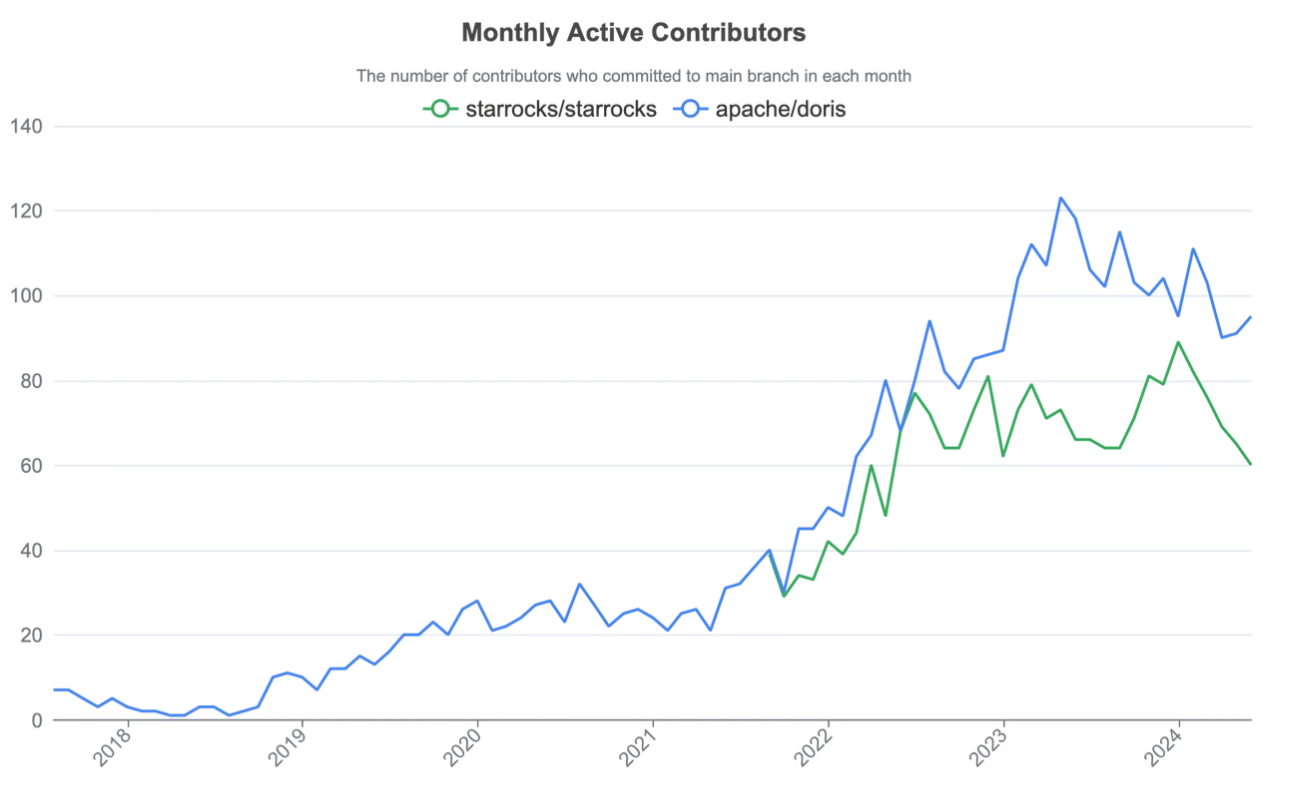 Monthly Active Contributors
The number of contributors who committed to main branch in each month
starrocks/starrocks apache/doris
140
120
100
80
60
40
20
0
2018 2019 2020 2021 2022 2023 2024